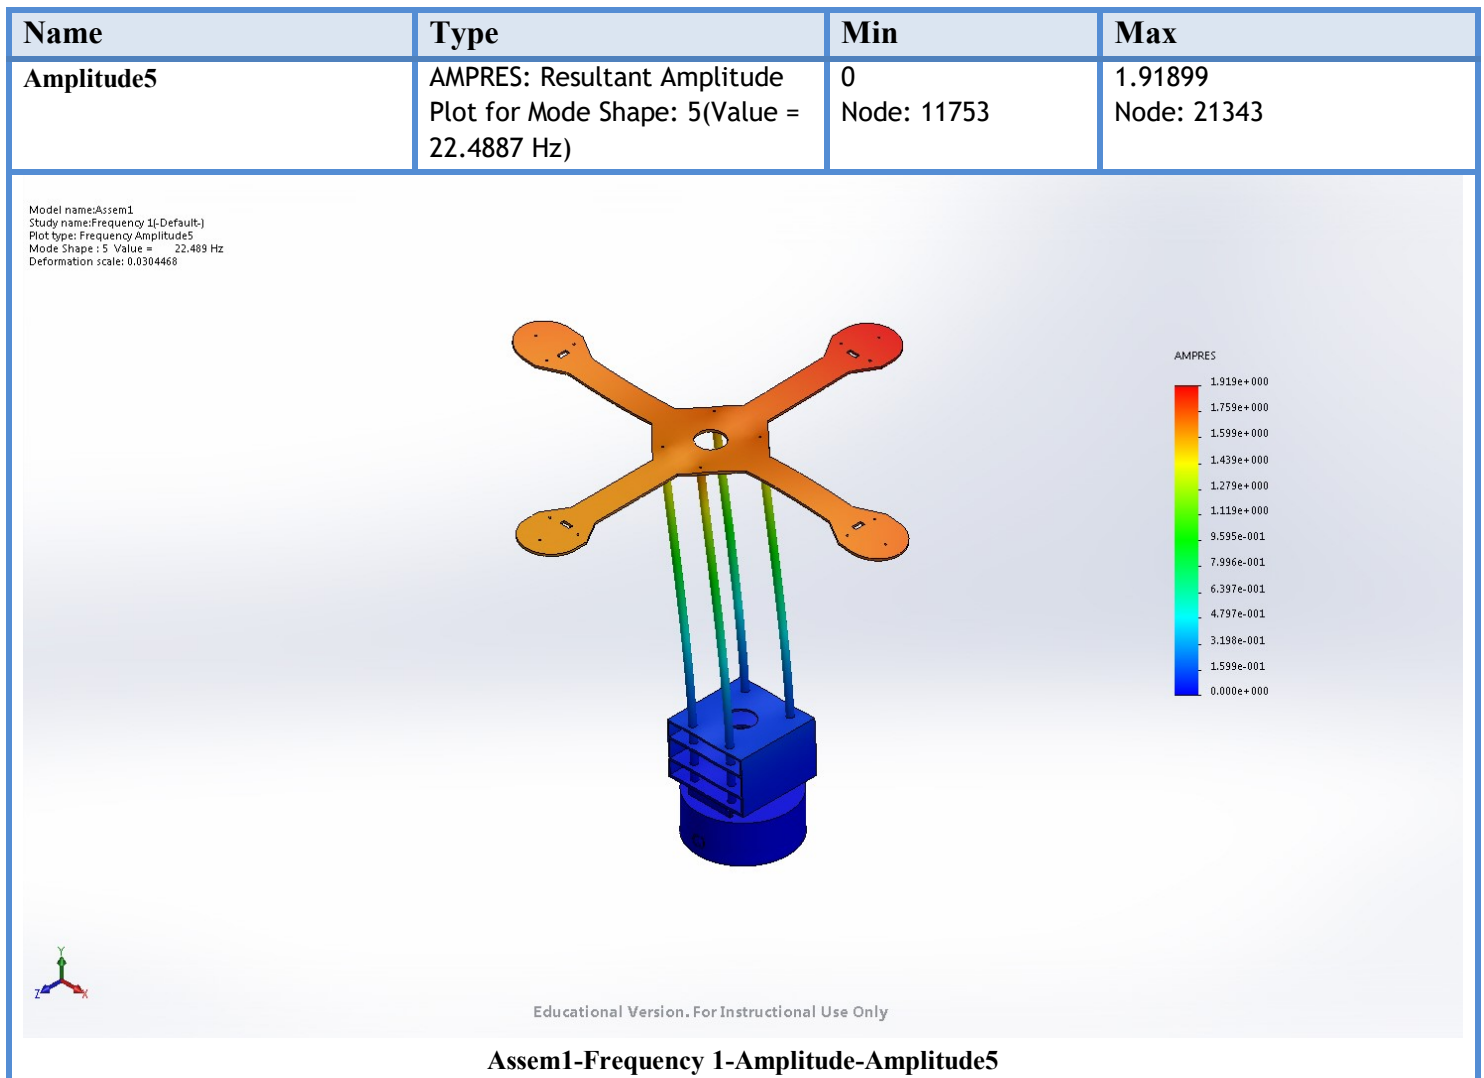 Name Type Min Max
Amplitude5 AMPRES: Resultant Amplitude 0 1.91899
Plot for Mode Shape: 5(Value = Node: 11753 Node: 21343
22.4887 Hz)
Model name:Assem1
Study name:Frequency 1(-Default-)
Plot type: Frequency Amplitude5
Mode Shape : 5 Value = 22.489 Hz
Deformation scale: 0.0304468
AMPRES
1.919e+000
1.759e+000
1.599e+000
1.439e+000
1.279e+000
1.119e+000
9.595e-001
7.996e-001
6.397e-001
4.797e-001
3.198e-001
1.599e-001
0.000e+000
Y
Z X
Educational Version. For Instructional Use Only
Assem1-Frequency 1-Amplitude-Amplitude5